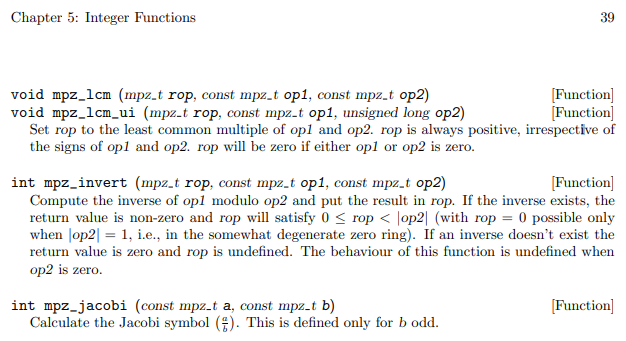 Chapter 5: Integer Functions 39
void mpz_lcm (mpz_t rop, const mpz_t op1, const mpz_t op2) [Function]
void mpz_lcm_ui (mpz_t rop, const mpz_t op1, unsigned long op2) [Function]
Set rop to the least common multiple of op1 and op2. rop is always positive, irrespective of
the signs of op1 and op2. rop will be zero if either op1 or op2 is zero.
int mpz_invert (mpz_t rop, const mpz_t op1, const mpz_t op2) [Function]
Compute the inverse of op1 modulo op2 and put the result in rop. If the inverse exists, the
return value is non-zero and rop will satisfy 0 ≤ rop < |op2| (with rop = 0 possible only
when |op2| = 1, i.e., in the somewhat degenerate zero ring). If an inverse doesn't exist the
return value is zero and rop is undefined. The behaviour of this function is undefined when
op2 is zero.
int mpz_jacobi (const mpz_t a, const mpz_t b) [Function]
Calculate the Jacobi symbol (a/b). This is defined only for b odd.